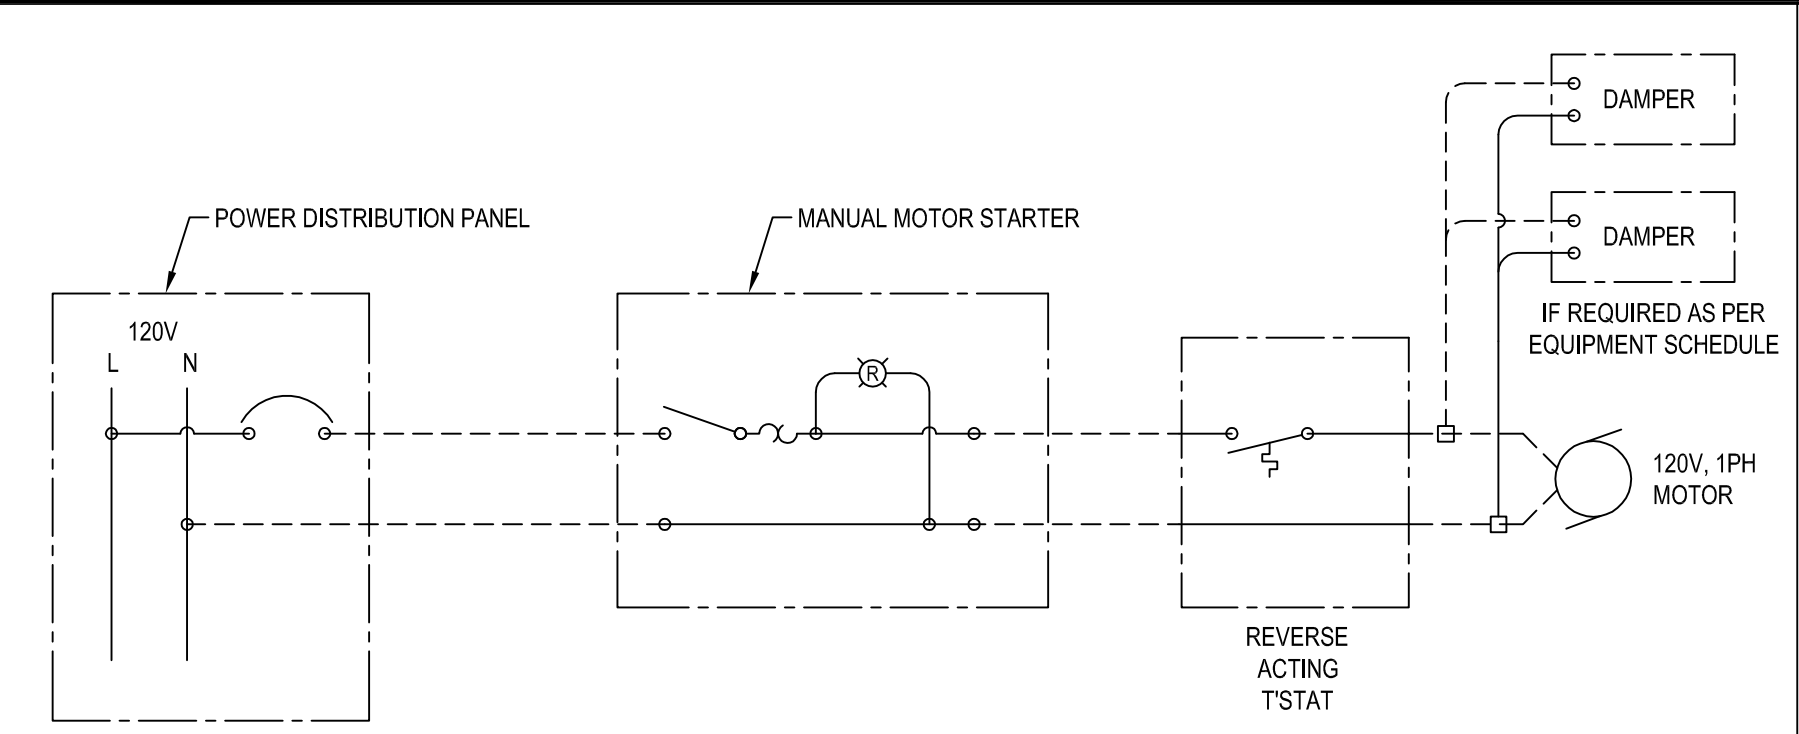 DAMPER
DAMPER
IF REQUIRED AS PER
EQUIPMENT SCHEDULE
POWER DISTRIBUTION PANEL
MANUAL MOTOR STARTER
120V
L N
R
120V, 1PH
MOTOR
REVERSE
ACTING
T'STAT